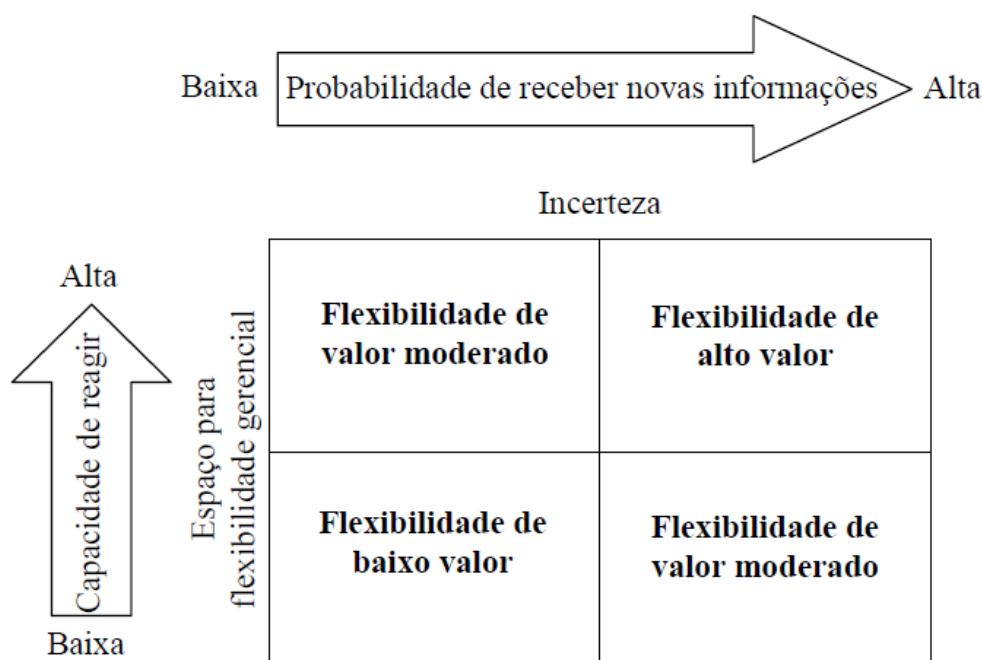 Baixa Probabilidade de receber novas informações Alta
Incerteza
Alta
Capacidade de reagir
Baixa
Espaço para
flexibilidade gerencial
Flexibilidade de
valor moderado
Flexibilidade de
alto valor
Flexibilidade de
baixo valor
Flexibilidade de
valor moderado